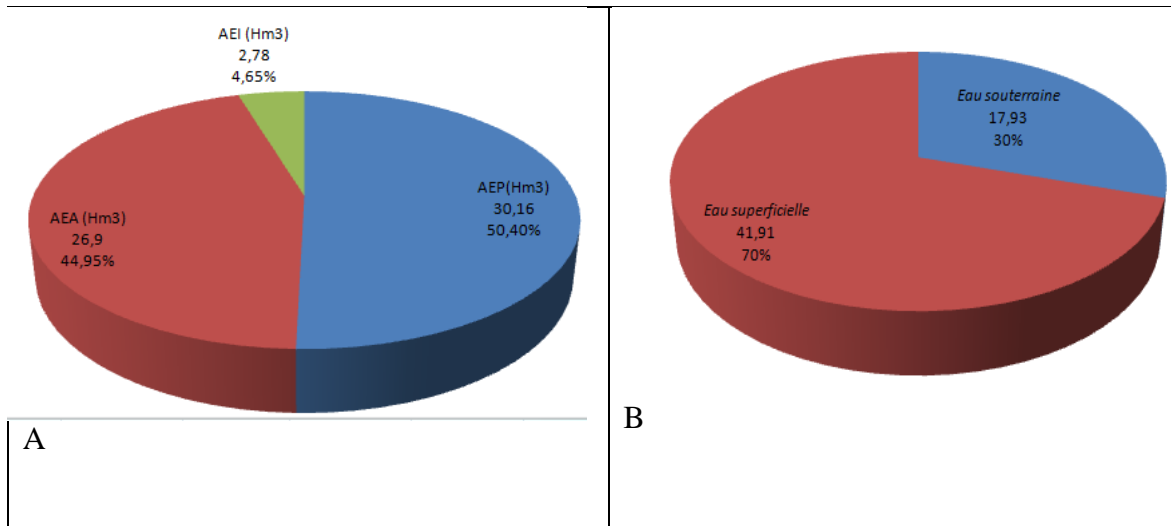 AEI (Hm3)
2,78
4,65%
AEP(Hm3)
30,16
50,40%
AEA (Hm3)
26,9
44,95%
A
Eau souterraine
17,93
30%
Eau superficielle
41,91
70%
B